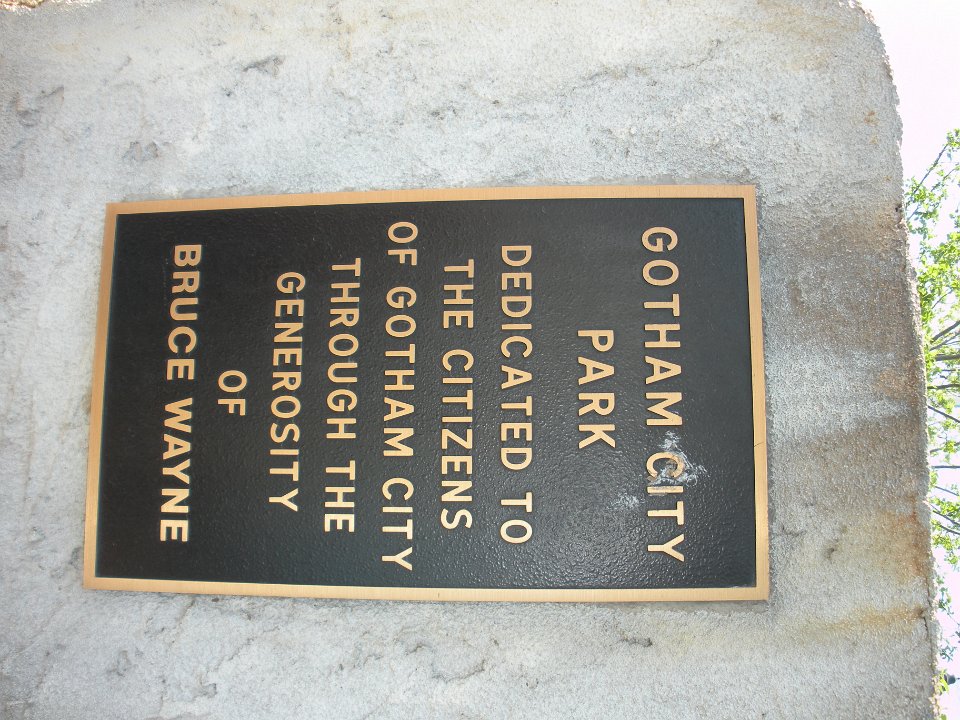 GOTHAM CITY
PARK
DEDICATED TO
THE CITIZENS
OF GOTHAM CITY
THROUGH THE
GENEROSITY
OF
BRUCE WAYNE